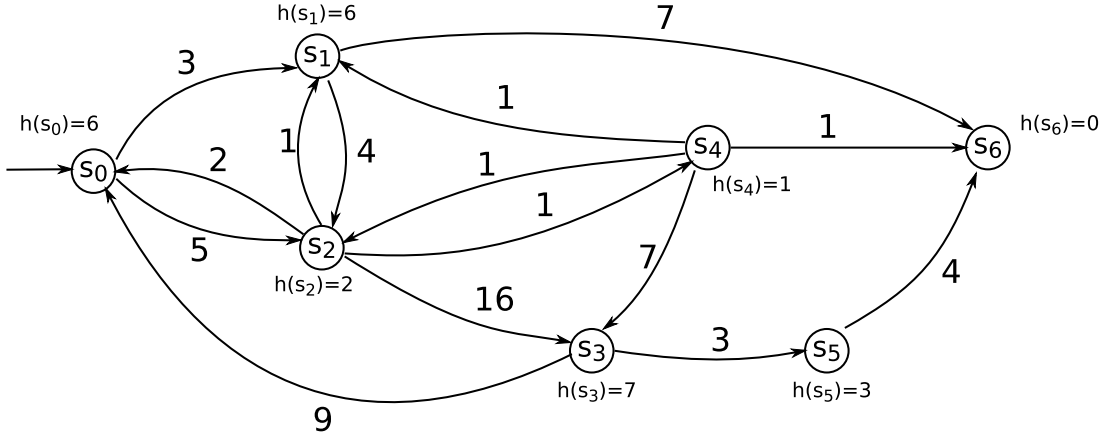 h(s1)=6
7
s1
3
1
h(s0)=6
h(s6)=0
1
s6
s4
1
4
2
1
s0
h(s4)=1
1
5
s2
7
h(s2)=2
4
16
3
s3
s5
h(s3)=7
h(s5)=3
9